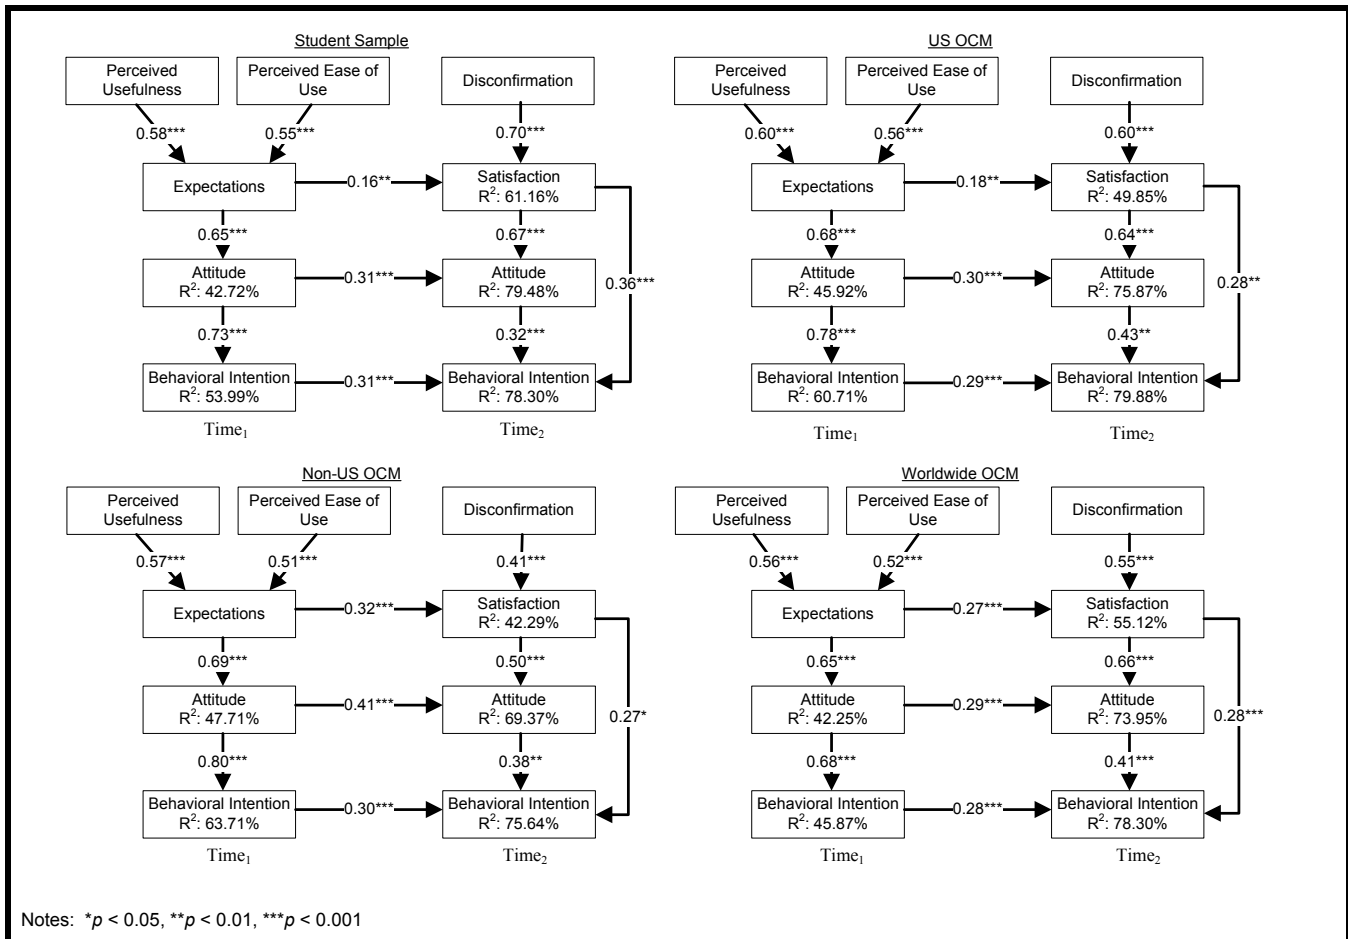 Student Sample
Perceived
Usefulness
Perceived Ease of
Use
Disconfirmation
0.58***
0.55***
0.70***
Expectations
0.16**
Satisfaction
R²: 61.16%
0.65***
0.67***
0.36***
Attitude
R²: 42.72%
0.31***
Attitude
R²: 79.48%
0.73***
0.32***
Behavioral Intention
R²: 53.99%
0.31***
Behavioral Intention
R²: 78.30%
Time₁
Time₂
US OCM
Perceived
Usefulness
Perceived Ease of
Use
Disconfirmation
0.60***
0.56***
0.60***
Expectations
0.18**
Satisfaction
R²: 49.85%
0.68***
0.64***
0.28**
Attitude
R²: 45.92%
0.30***
Attitude
R²: 75.87%
0.78***
0.43**
Behavioral Intention
R²: 60.71%
0.29***
Behavioral Intention
R²: 79.88%
Time₁
Time₂
Non-US OCM
Perceived
Usefulness
Perceived Ease of
Use
Disconfirmation
0.57***
0.51***
0.41***
Expectations
0.32***
Satisfaction
R²: 42.29%
0.69***
0.50***
0.27*
Attitude
R²: 47.71%
0.41***
Attitude
R²: 69.37%
0.80***
0.38**
Behavioral Intention
R²: 63.71%
0.30***
Behavioral Intention
R²: 75.64%
Time₁
Time₂
Worldwide OCM
Perceived
Usefulness
Perceived Ease of
Use
Disconfirmation
0.56***
0.52***
0.55***
Expectations
0.27***
Satisfaction
R²: 55.12%
0.65***
0.66***
0.28***
Attitude
R²: 42.25%
0.29***
Attitude
R²: 73.95%
0.68***
0.41***
Behavioral Intention
R²: 45.87%
0.28***
Behavioral Intention
R²: 78.30%
Time₁
Time₂
Notes: *p < 0.05, **p < 0.01, ***p < 0.001